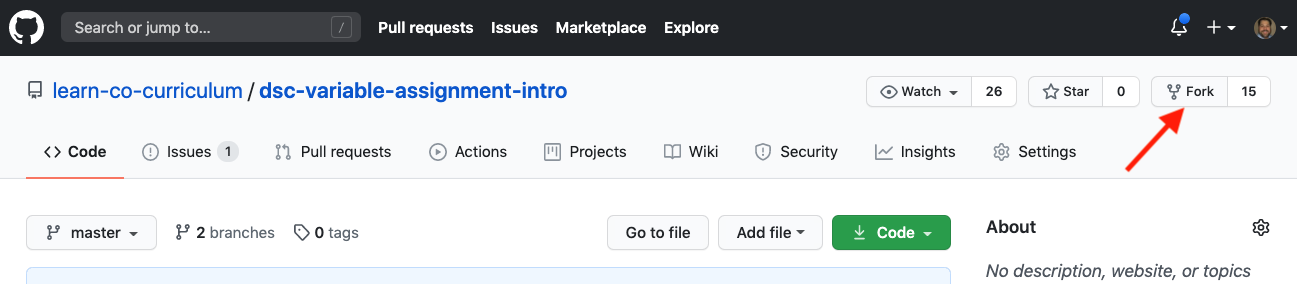 Search or jump to... / Pull requests Issues Marketplace Explore
learn-co-curriculum / dsc-variable-assignment-intro Watch 26 Star 0 Fork 15
<> Code Issues 1 Pull requests Actions Projects Wiki Security Insights Settings
master 2 branches 0 tags Go to file Add file Code About
No description, website, or topics